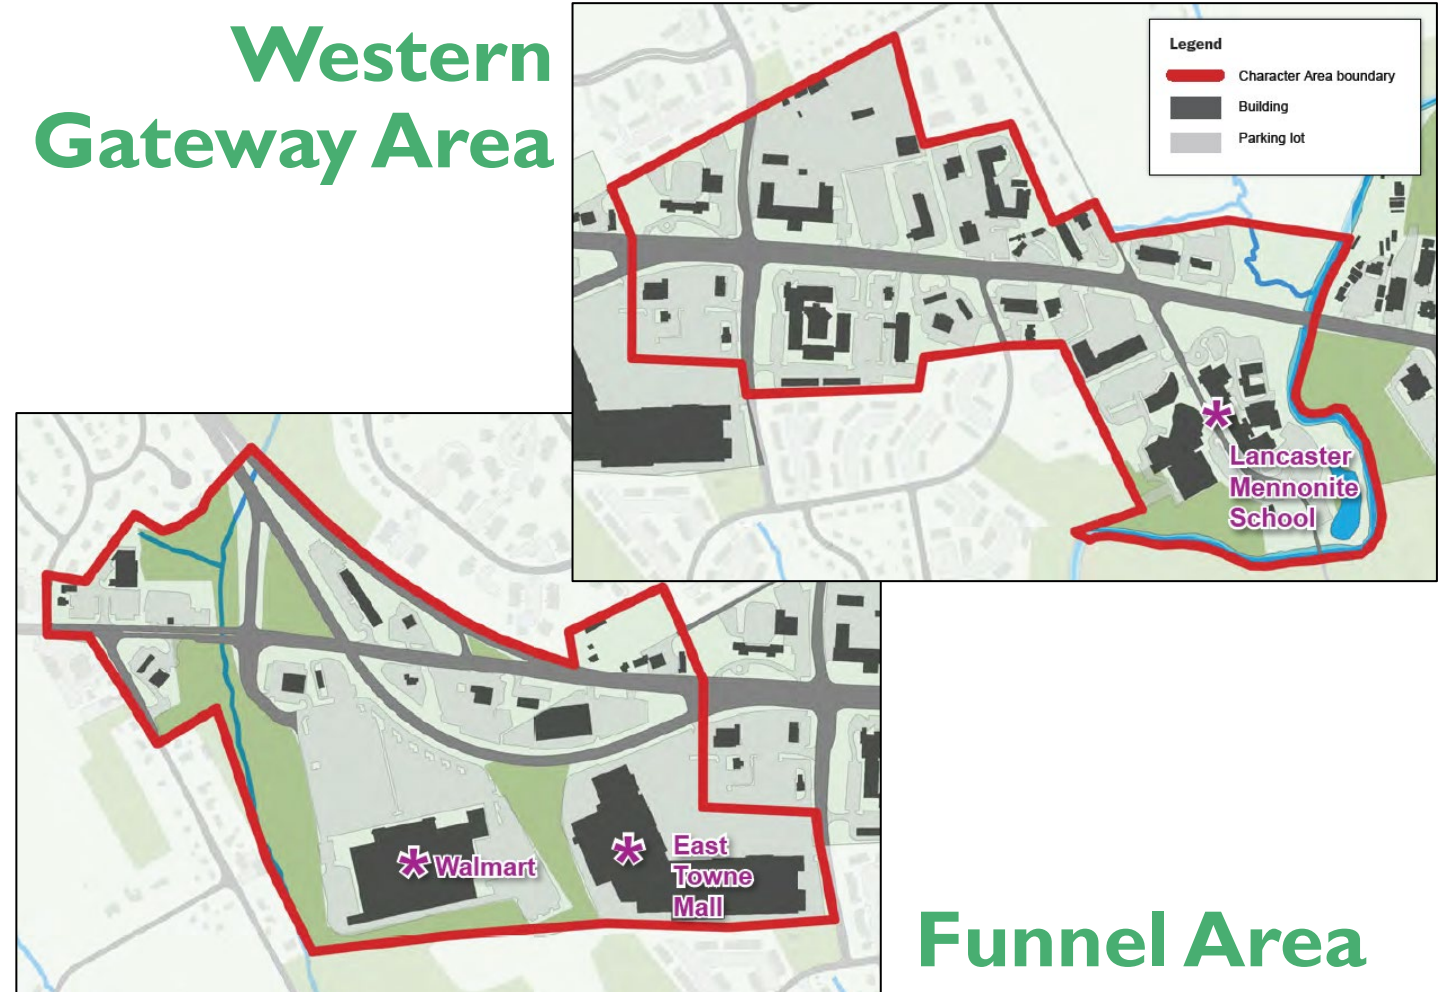 Western
Gateway Area
Legend
Character Area boundary
Building
Parking lot
Lancaster
Mennonite
School
Walmart
East
Towne
Mall
Funnel Area